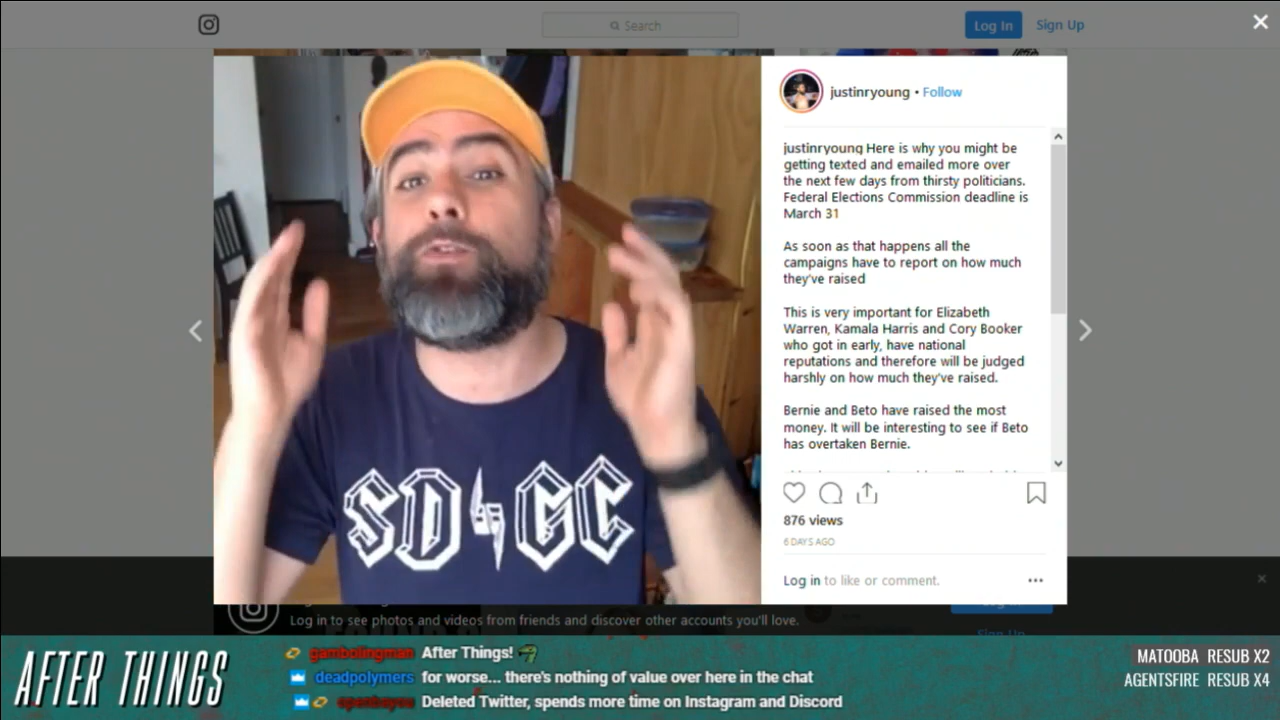 Search
Log In
Sign Up
justinryoung • Follow
justinryoung Here is why you might be
getting texted and emailed more over
the next few days from thirsty politicians.
Federal Elections Commission deadline is
March 31
As soon as that happens all the
campaigns have to report on how much
they've raised
This is very important for Elizabeth
Warren, Kamala Harris and Cory Booker
who got in early, have national
reputations and therefore will be judged
harshly on how much they've raised.
Bernie and Beto have raised the most
money. It will be interesting to see if Beto
has overtaken Bernie.
876 views
6 DAYS AGO
Log in to like or comment.
SD GC
Log in to see photos and videos from friends and discover other accounts you'll love.
Sign Up
AFTER THINGS
gambolingman After Things!
deadpolymers for worse... there's nothing of value over here in the chat
openbayou Deleted Twitter, spends more time on Instagram and Discord
MATOOBA RESUB X2
AGENTSFIRE RESUB X4